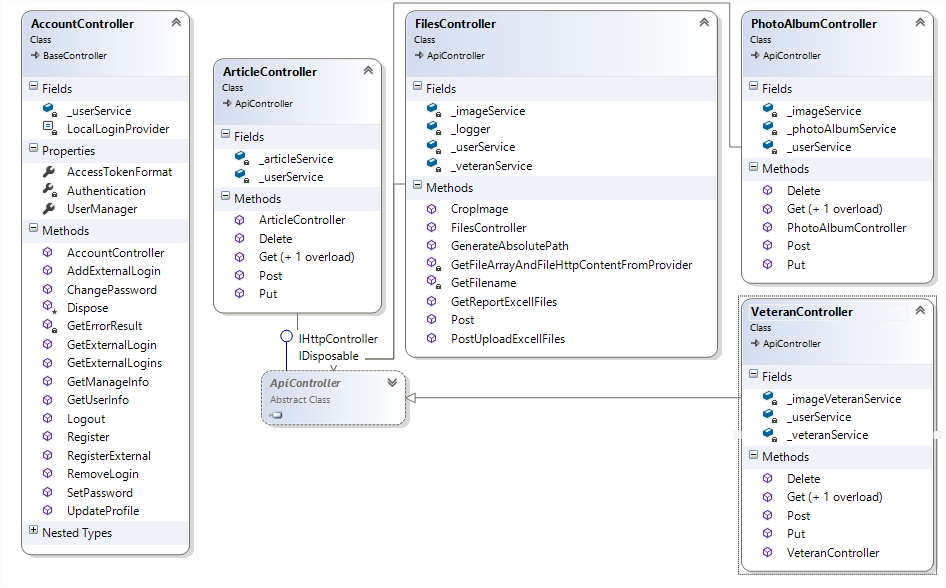 AccountController
Class
BaseController
Fields
_userService
LocalLoginProvider
Properties
AccessTokenFormat
Authentication
UserManager
Methods
AccountController
AddExternalLogin
ChangePassword
Dispose
GetErrorResult
GetExternalLogin
GetExternalLogins
GetManageInfo
GetUserInfo
Logout
Register
RegisterExternal
RemoveLogin
SetPassword
UpdateProfile
Nested Types
ArticleController
Class
ApiController
Fields
_articleService
_userService
Methods
ArticleController
Delete
Get (+ 1 overload)
Post
Put
IHttpController
IDisposable
ApiController
Abstract Class
FilesController
Class
ApiController
Fields
_imageService
_logger
_userService
_veteranService
Methods
CropImage
FilesController
GenerateAbsolutePath
GetFileArrayAndFileHttpContentFromProvider
GetFilename
GetReportExcellFiles
Post
PostUploadExcellFiles
PhotoAlbumController
Class
ApiController
Fields
_imageService
_photoAlbumService
_userService
Methods
Delete
Get (+ 1 overload)
PhotoAlbumController
Post
Put
VeteranController
Class
ApiController
Fields
_imageVeteranService
_userService
_veteranService
Methods
Delete
Get (+ 1 overload)
Post
Put
VeteranController